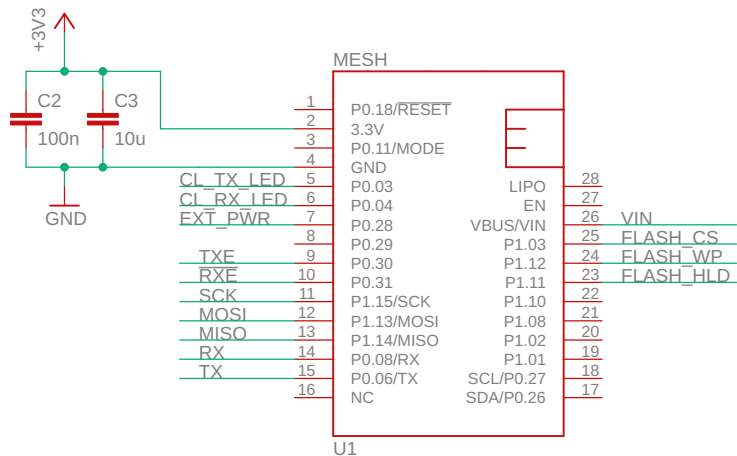 +3V3
C2
100n
C3
10u
GND
MESH
1 P0.18/RESET
2 3.3V
3 P0.11/MODE
4 GND
CL_TX_LED 5 P0.03
CL_RX_LED 6 P0.04
EXT_PWR 7 P0.28
8 P0.29
TXE 9 P0.30
RXE 10 P0.31
SCK 11 P1.15/SCK
MOSI 12 P1.13/MOSI
MISO 13 P1.14/MISO
RX 14 P0.08/RX
TX 15 P0.06/TX
16 NC
LIPO 28
EN 27
VBUS/VIN 26 VIN
P1.03 25 FLASH_CS
P1.12 24 FLASH_WP
P1.11 23 FLASH_HLD
P1.10 22
P1.08 21
P1.02 20
P1.01 19
SCL/P0.27 18
SDA/P0.26 17
U1